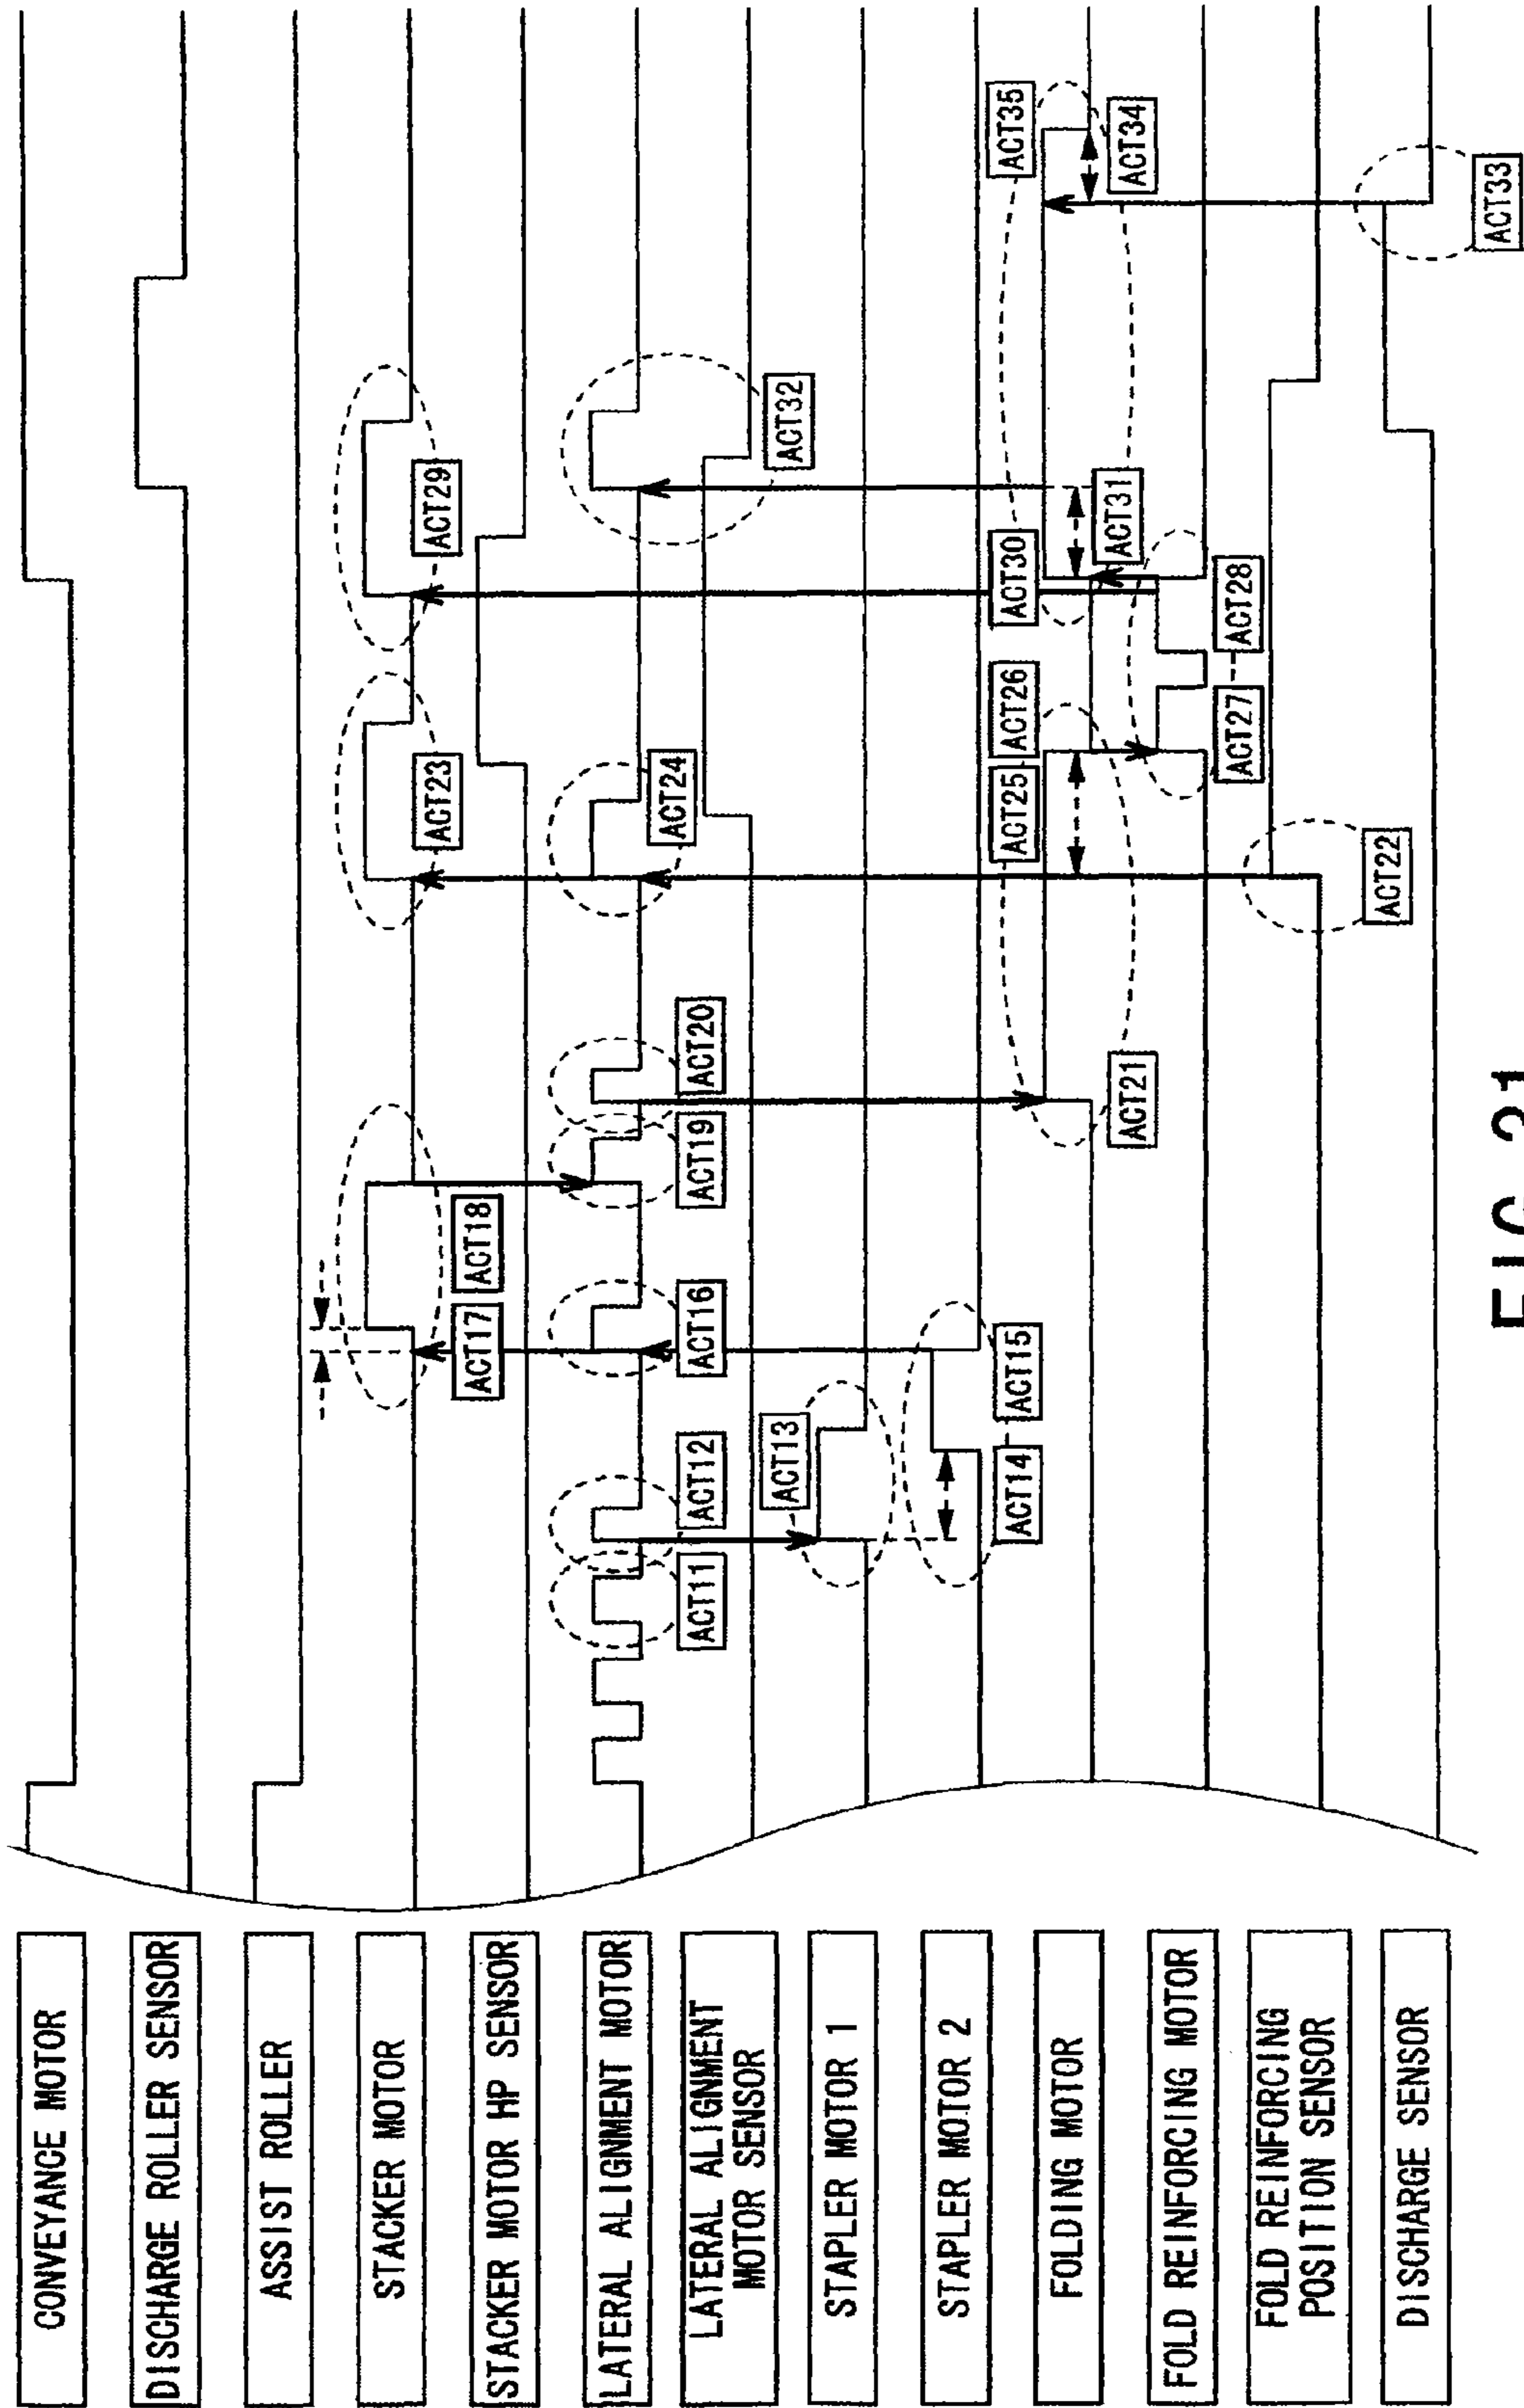 CONVEYANCE MOTOR
DISCHARGE ROLLER SENSOR
ASSIST ROLLER
STACKER MOTOR
STACKER MOTOR HP SENSOR
LATERAL ALIGNMENT MOTOR
LATERAL ALIGNMENT
MOTOR SENSOR
STAPLER MOTOR 1
STAPLER MOTOR 2
FOLDING MOTOR
FOLD REINFORCING MOTOR
FOLD REINFORCING
POSITION SENSOR
DISCHARGE SENSOR
ACT11
ACT12
ACT13
ACT14
ACT15
ACT16
ACT17
ACT18
ACT19
ACT20
ACT21
ACT22
ACT23
ACT24
ACT25
ACT26
ACT27
ACT28
ACT29
ACT30
ACT31
ACT32
ACT33
ACT34
ACT35